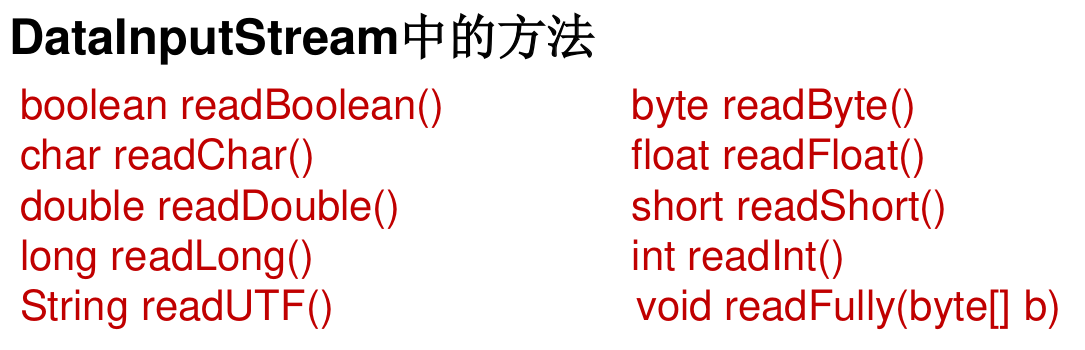 DataInputStream中的方法
boolean readBoolean() byte readByte()
char readChar() float readFloat()
double readDouble() short readShort()
long readLong() int readInt()
String readUTF() void readFully(byte[] b)